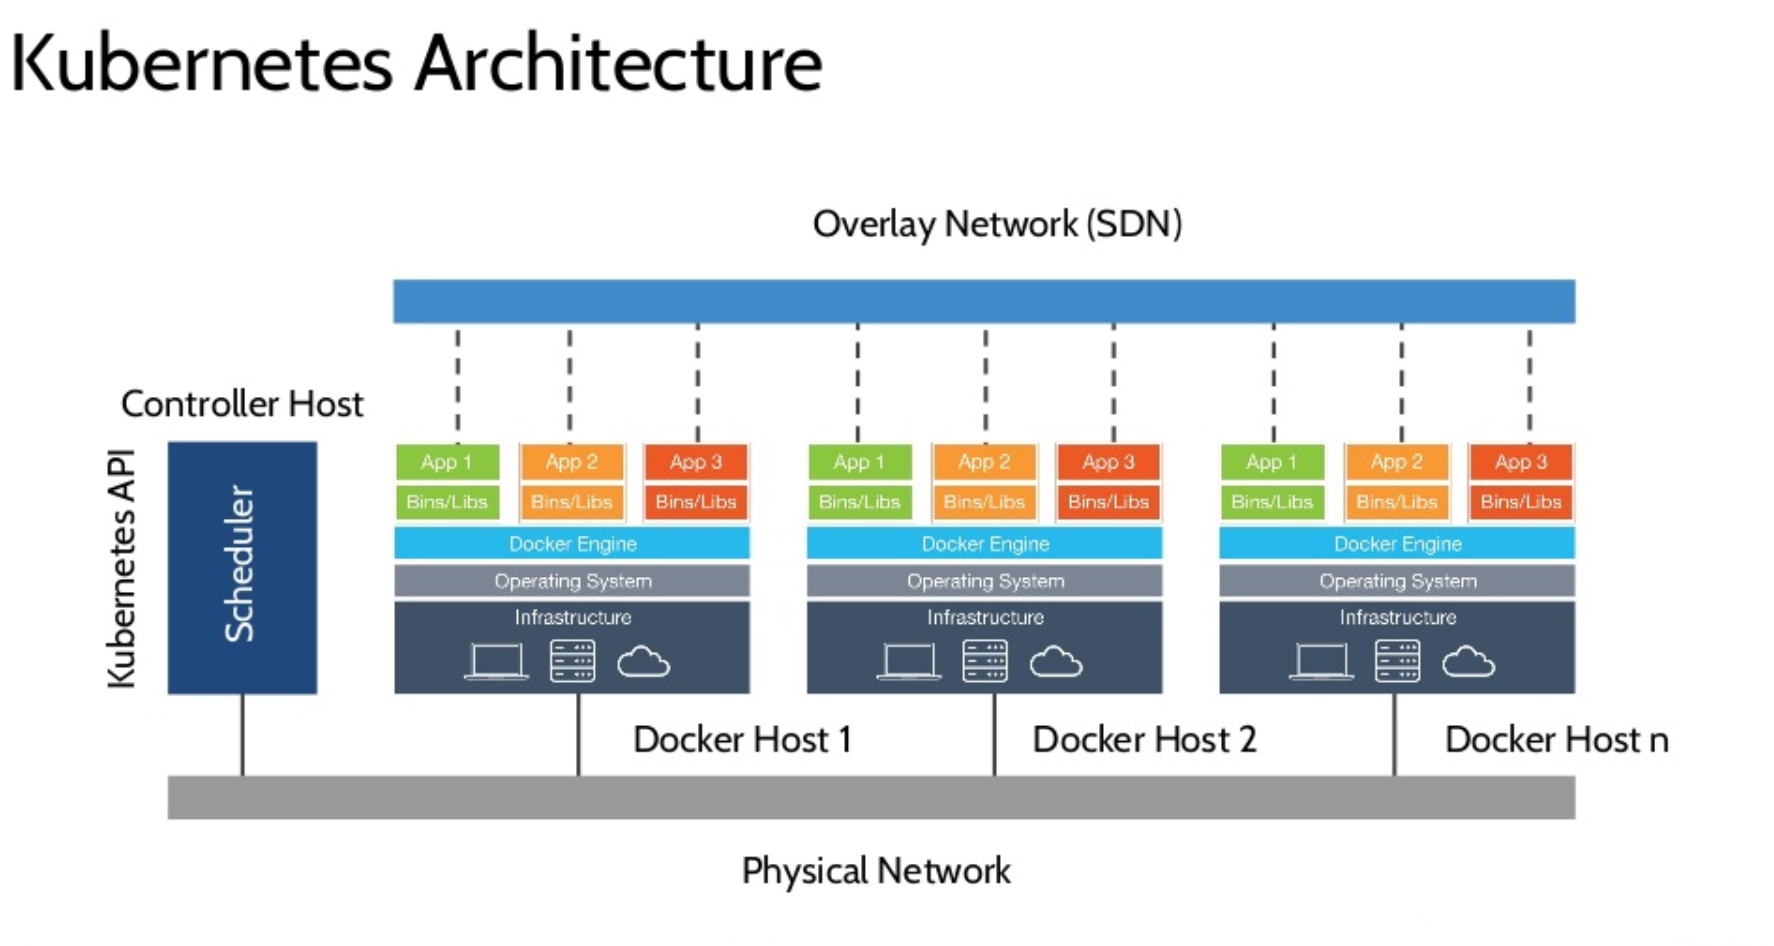 Kubernetes Architecture
Overlay Network (SDN)
Controller Host
Kubernetes API
Scheduler
App 1
App 2
App 3
Bins/Libs
Bins/Libs
Bins/Libs
Docker Engine
Operating System
Infrastructure
App 1
App 2
App 3
Bins/Libs
Bins/Libs
Bins/Libs
Docker Engine
Operating System
Infrastructure
App 1
App 2
App 3
Bins/Libs
Bins/Libs
Bins/Libs
Docker Engine
Operating System
Infrastructure
Docker Host 1
Docker Host 2
Docker Host n
Physical Network